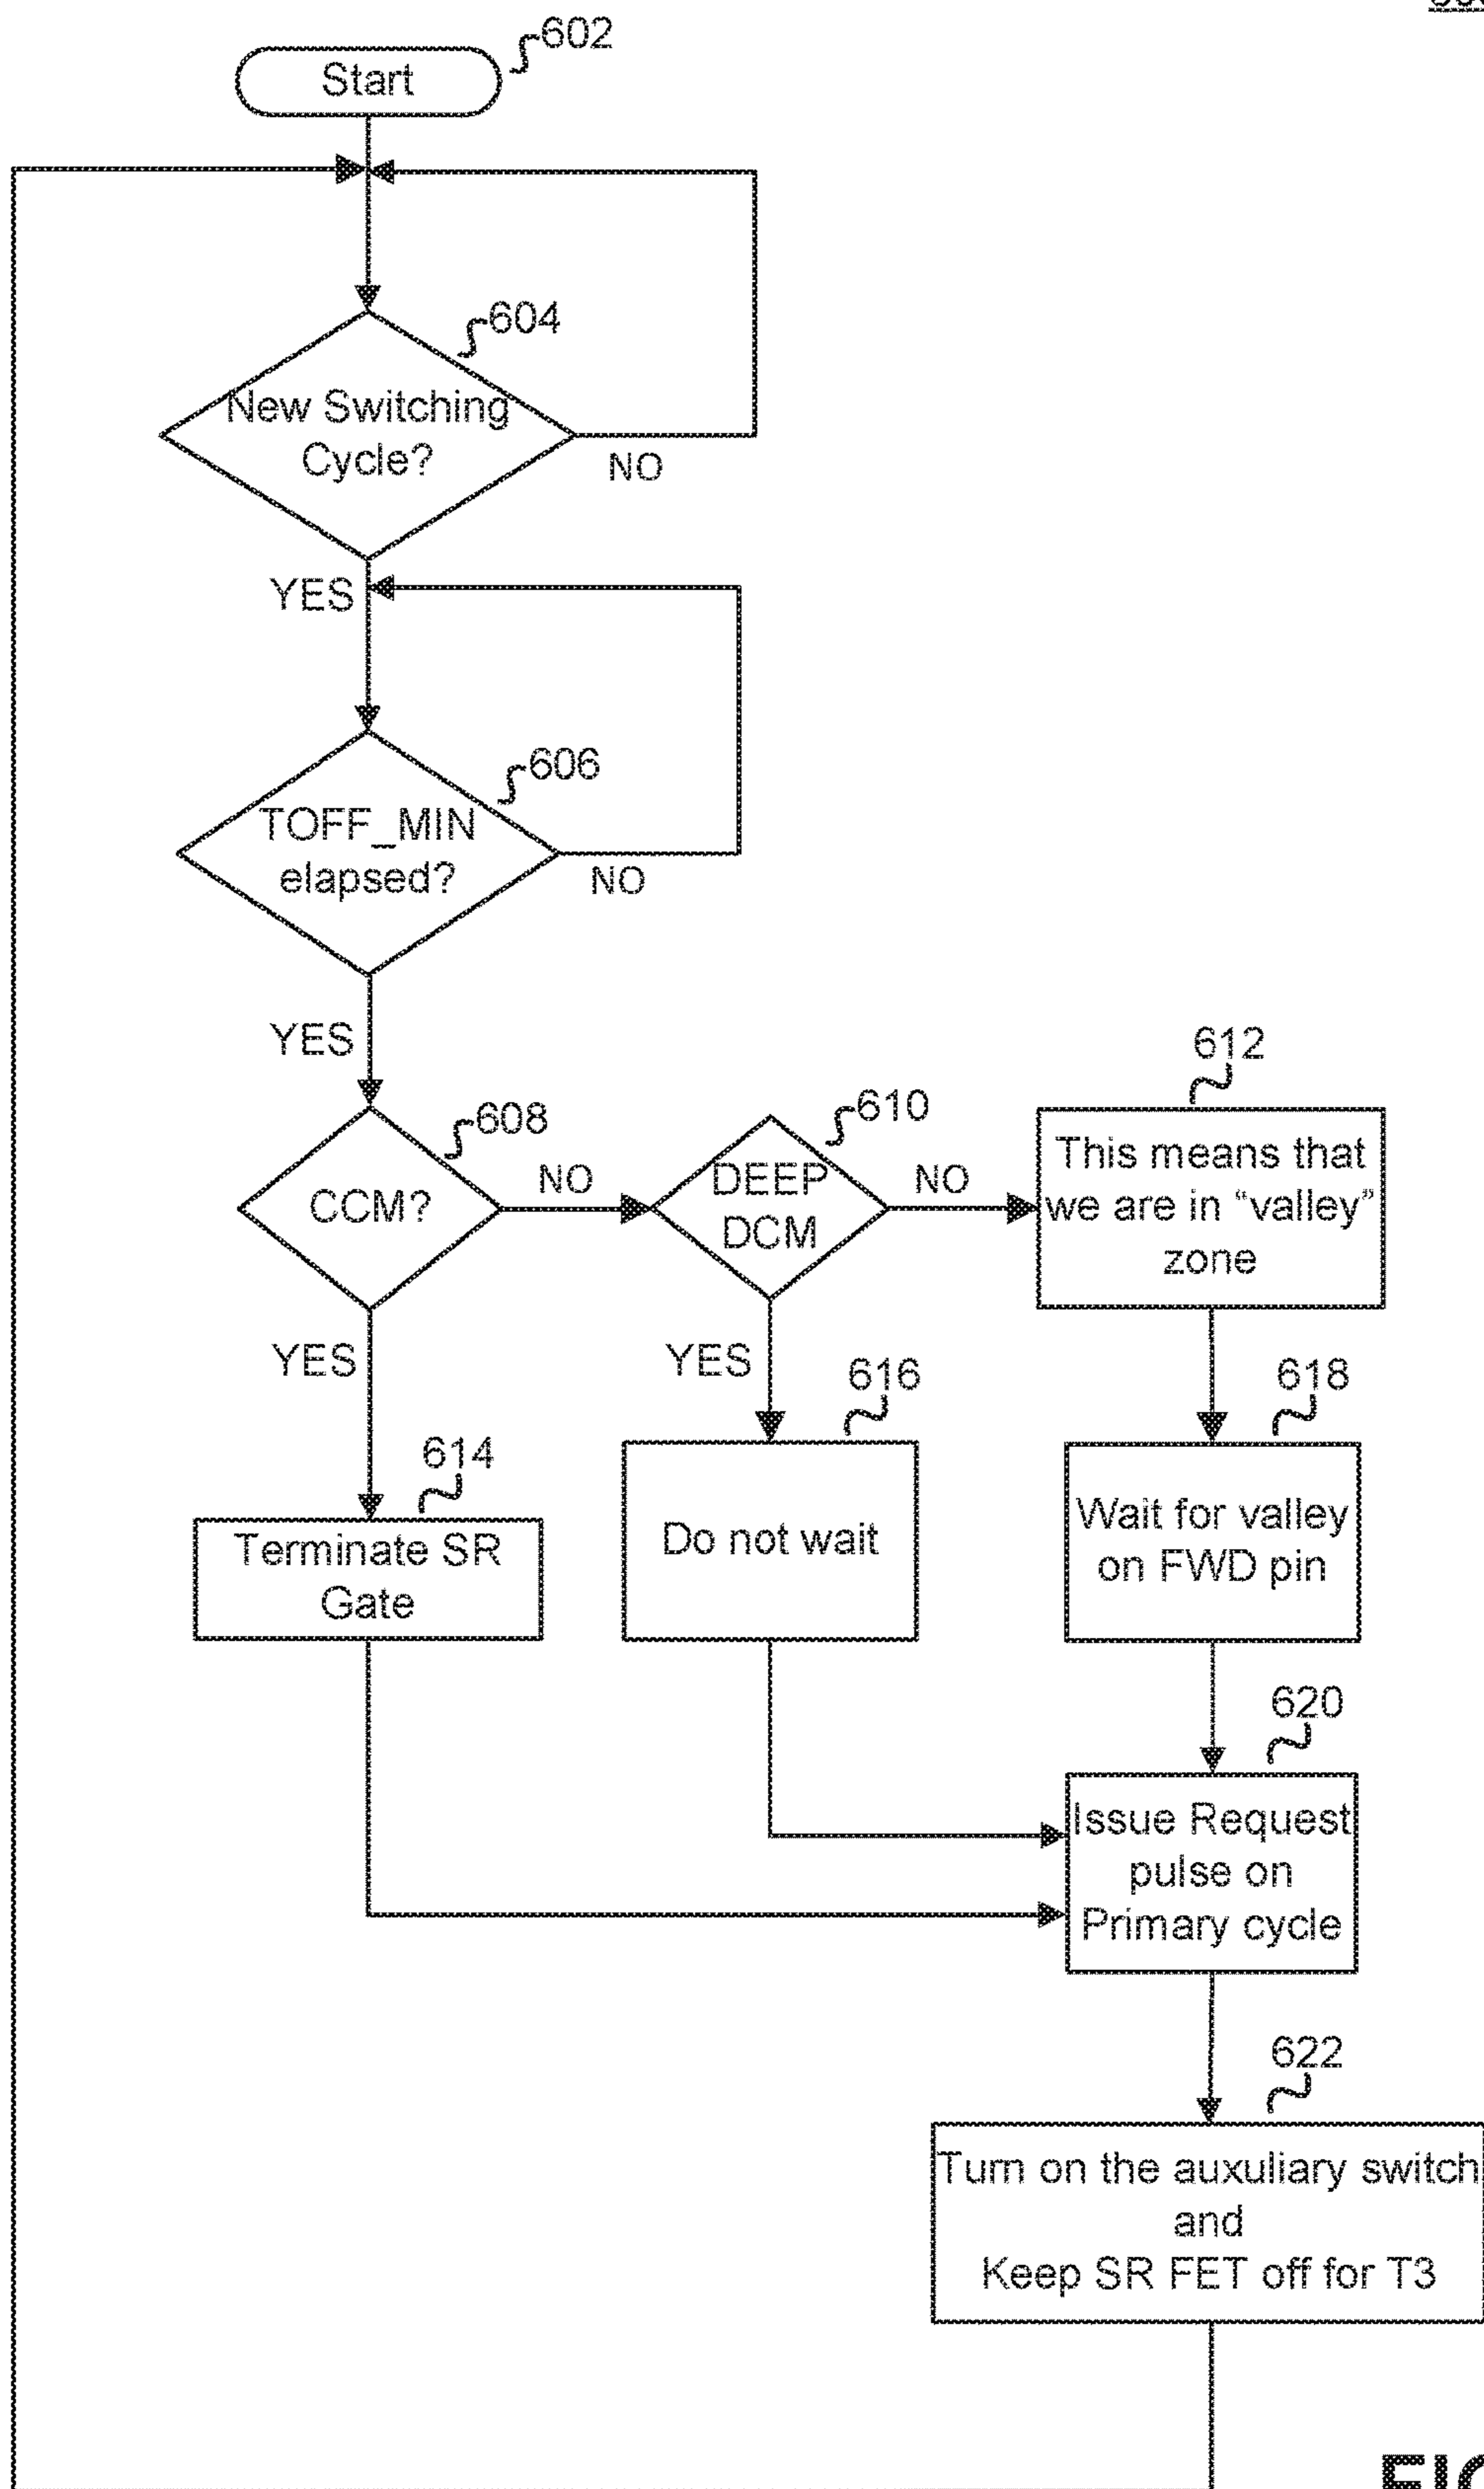 602
Start
604
New Switching
Cycle?
NO
YES
606
TOFF_MIN
elapsed?
NO
YES
608
CCM?
NO
610
DEEP
DCM
NO
612
This means that
we are in “valley”
zone
YES
YES
614
Terminate SR
Gate
616
Do not wait
618
Wait for valley
on FWD pin
620
Issue Request
pulse on
Primary cycle
622
Turn on the auxuliary switch
and
Keep SR FET off for T3